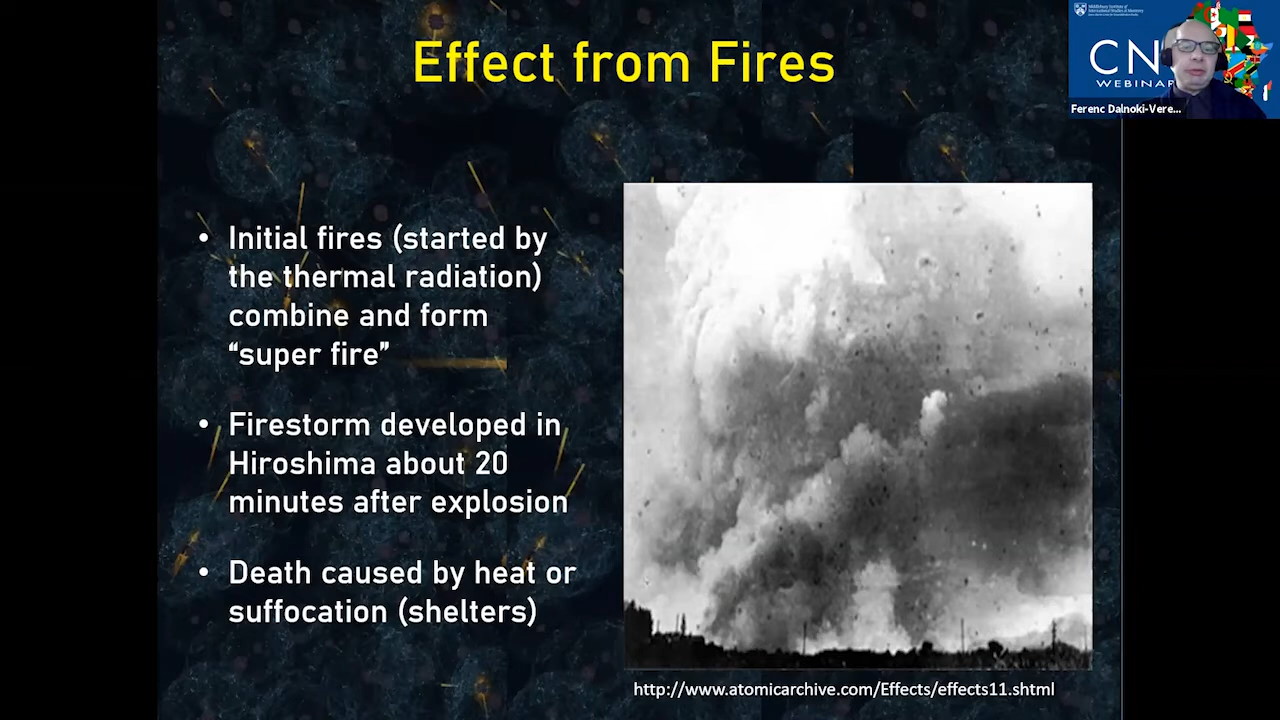 Effect from Fires
CN
WEBINAR
Ferenc Dalnoki-Vere...
• Initial fires (started by
the thermal radiation)
combine and form
“super fire”
• Firestorm developed in
Hiroshima about 20
minutes after explosion
• Death caused by heat or
suffocation (shelters)
http://www.atomicarchive.com/Effects/effects11.shtml